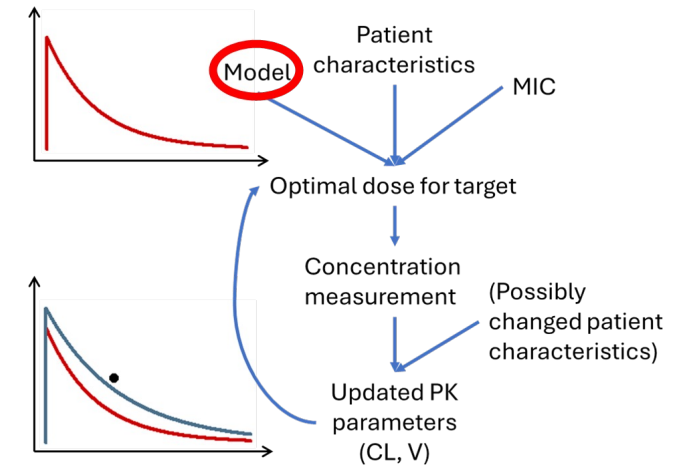 Model
Patient
characteristics
MIC
Optimal dose for target
Concentration
measurement
(Possibly
changed patient
characteristics)
Updated PK
parameters
(CL, V)